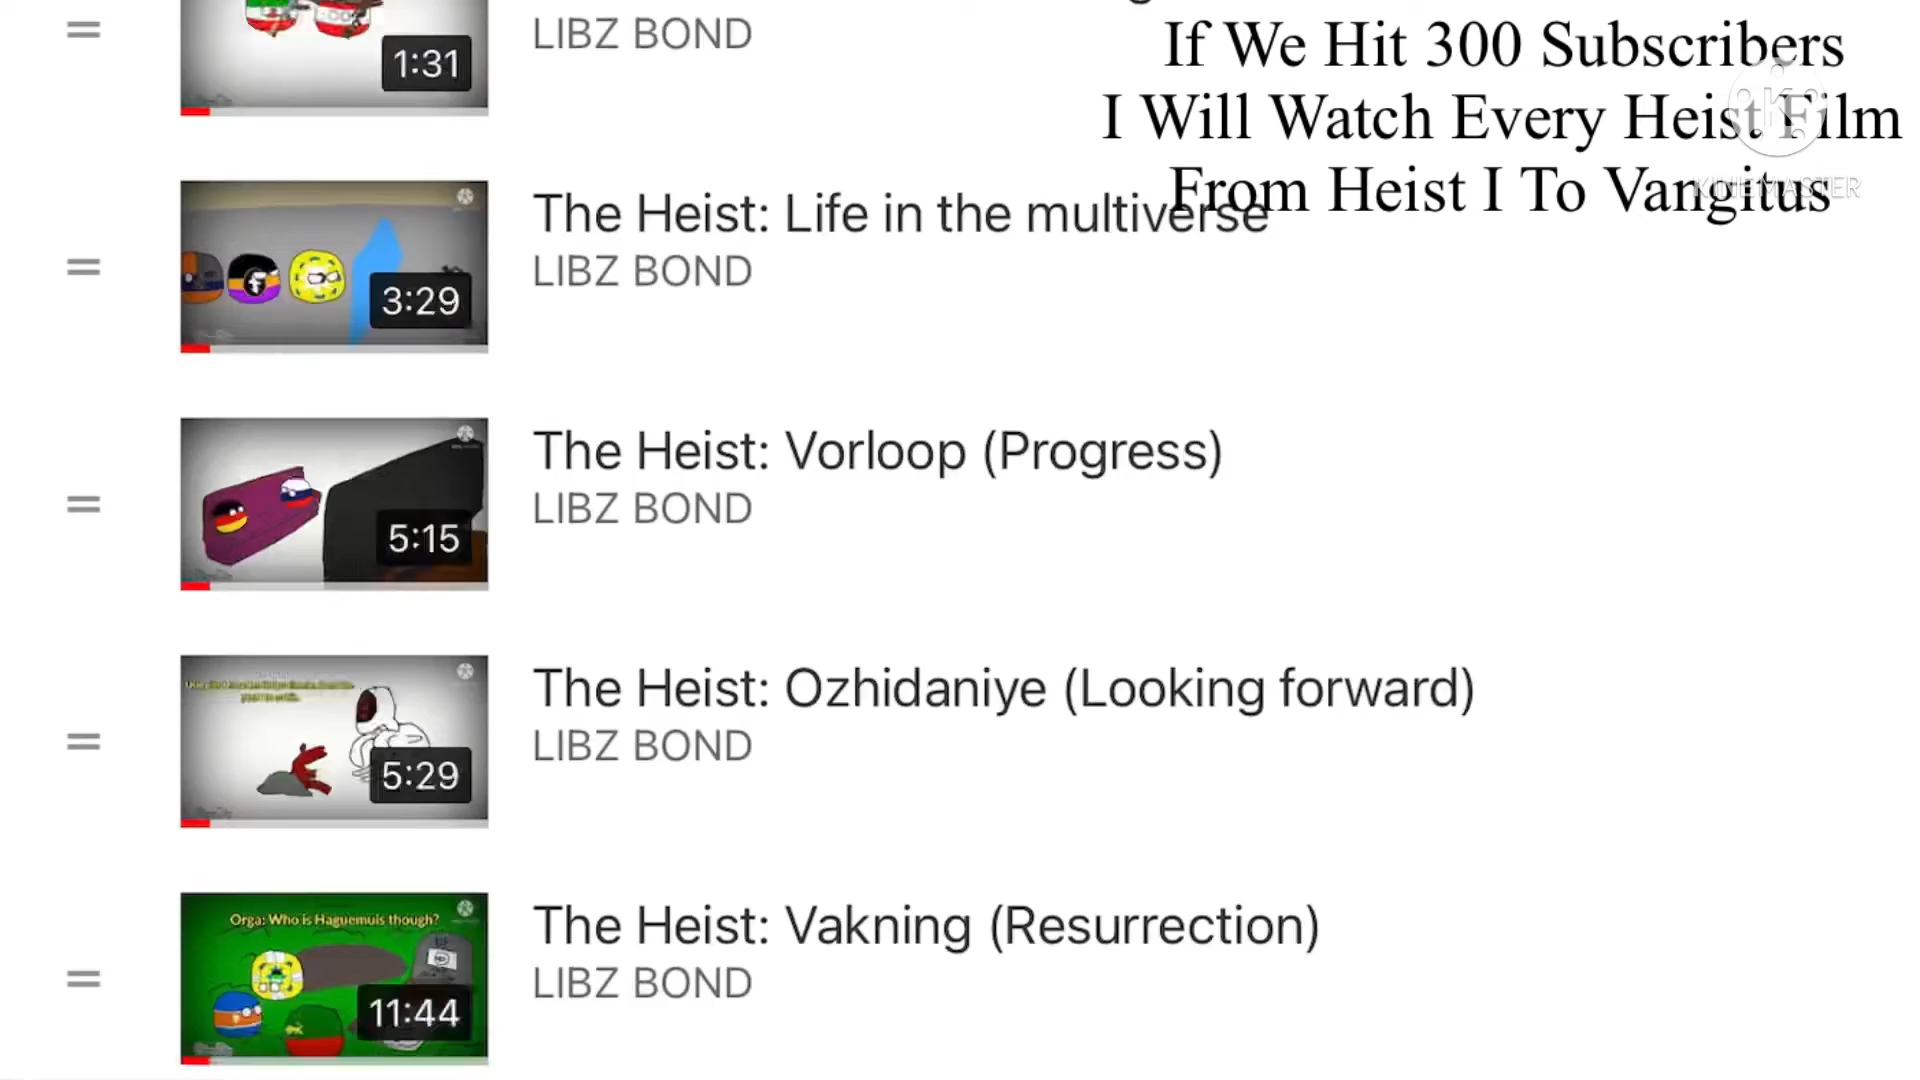 If We Hit 300 Subscribers
I Will Watch Every Heist Film
From Heist I To Vangitus
KINEMASTER
LIBZ BOND
1:31
The Heist: Life in the multiverse
LIBZ BOND
3:29
The Heist: Vorloop (Progress)
LIBZ BOND
5:15
The Heist: Ozhidaniye (Looking forward)
LIBZ BOND
5:29
The Heist: Vakning (Resurrection)
LIBZ BOND
Orga: Who is Haguemuis though?
11:44